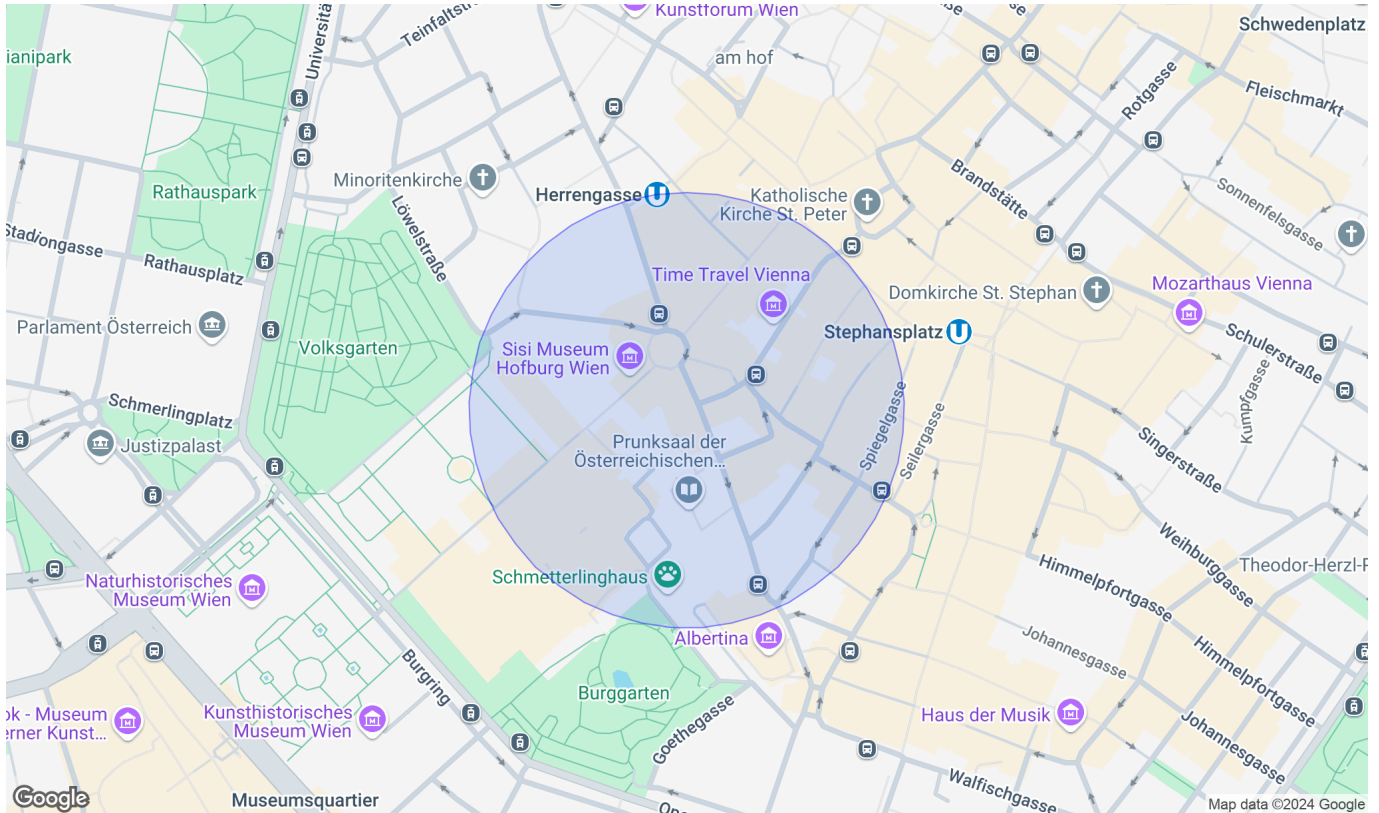 Kunstforum Wien
Teinfaltstr
Schwedenplatz
Universitä
ianipark
am hof
Rotgasse
Fleischmarkt
Minoritenkirche
Rathauspark
Herrengasse
Katholische
Kirche St. Peter
Brandstätte
Sonnenfelsgasse
Stadiongasse
Löwelstraße
Rathausplatz
Time Travel Vienna
Domkirche St. Stephan
Mozarthaus Vienna
Parlament Österreich
Volksgarten
Sisi Museum
Hofburg Wien
Stephansplatz
Schulerstraße
Schmerlingplatz
Justizpalast
Kumpfgasse
Spiegelgasse
Seilergasse
Singerstraße
Prunksaal der
Österreichischen...
Weihburggasse
Himmelpfortgasse
Theodor-Herzl-P
Naturhistorisches
Museum Wien
Schmetterlinghaus
Albertina
Johannesgasse
Himmelpfortgasse
Burgring
Burggarten
Goethegasse
ok - Museum
erner Kunst...
Kunsthistorisches
Museum Wien
Haus der Musik
Johannesgasse
Museumsquartier
Walfischgasse
Ope
Google
Map data ©2024 Google